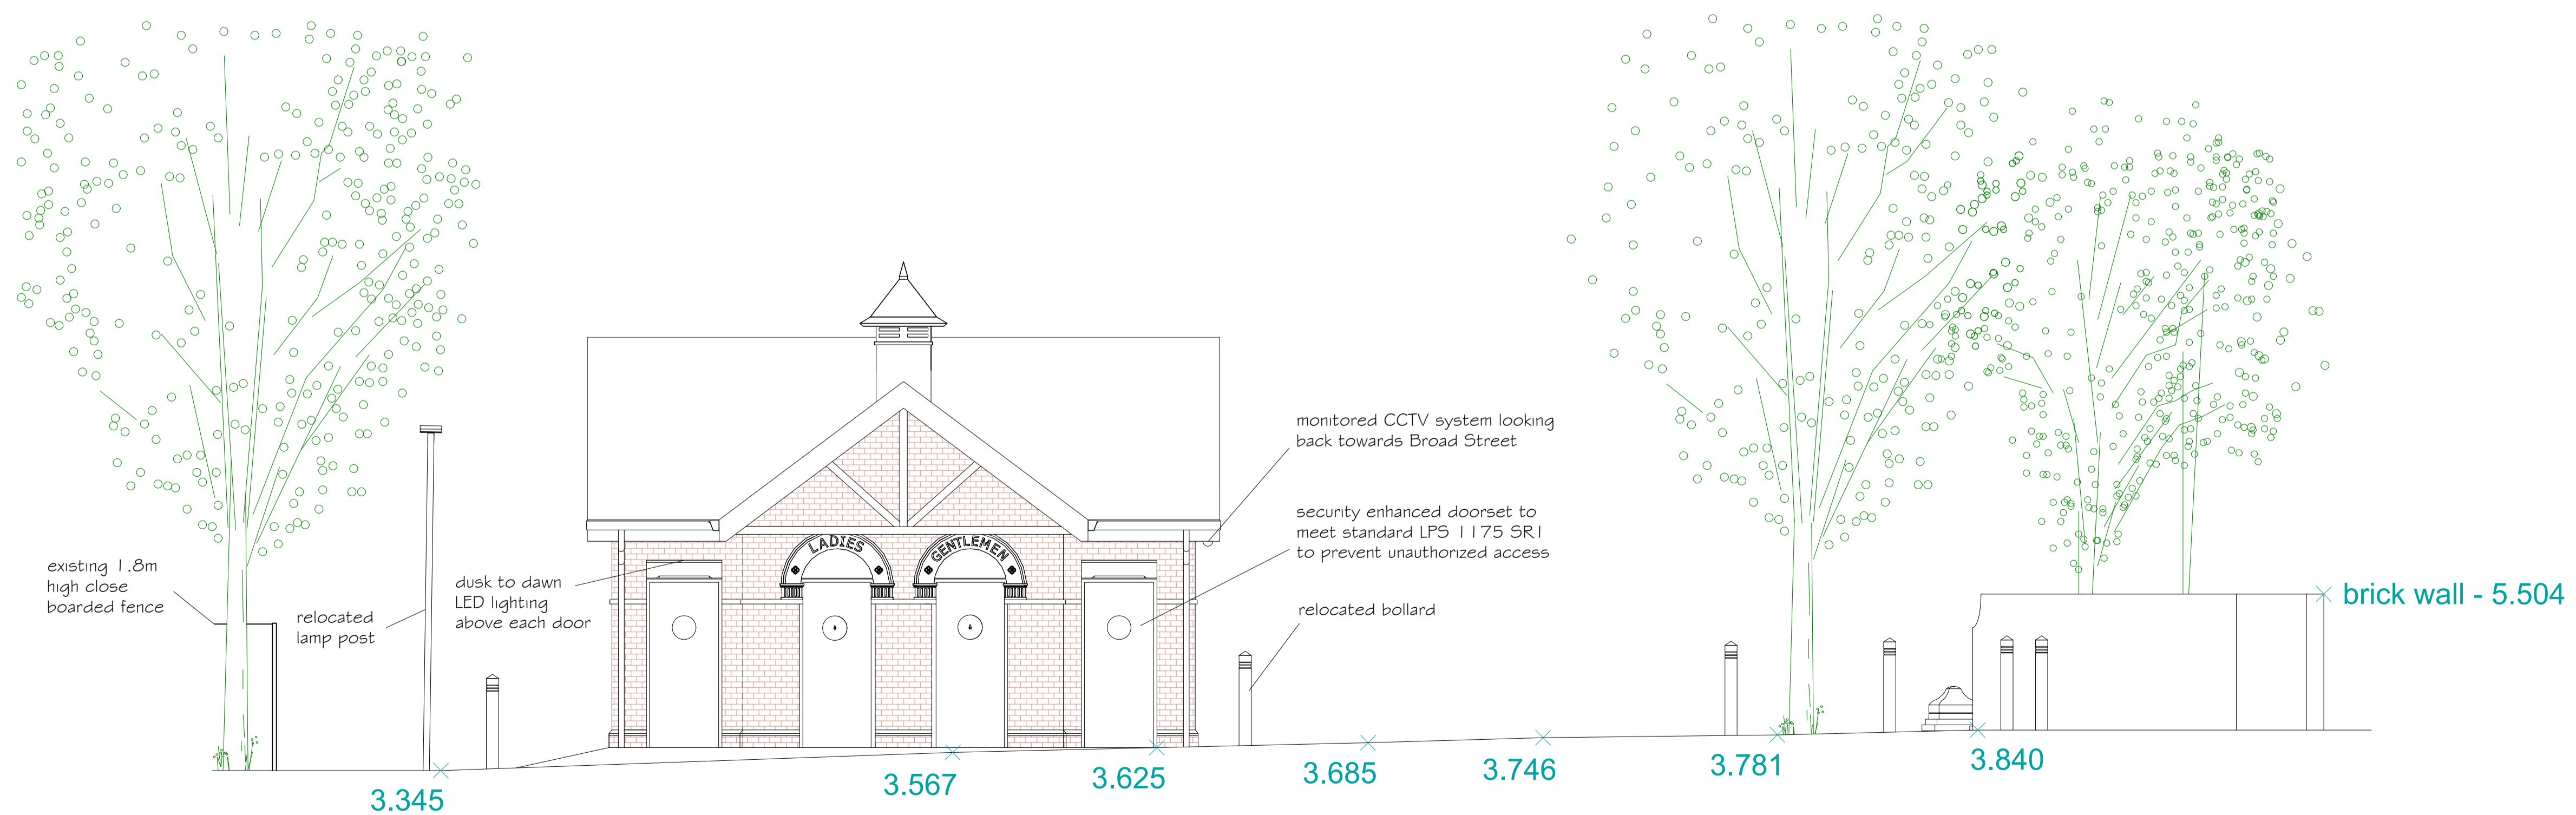 monitored CCTV system looking
back towards Broad Street
security enhanced doorset to
meet standard LPS 1175 SR1
to prevent unauthorized access
LADIES
GENTLEMEN
existing 1.8m
high close
boarded fence
dusk to dawn
LED lighting
above each door
relocated
lamp post
relocated bollard
brick wall - 5.504
3.345
3.567
3.625
3.685
3.746
3.781
3.840